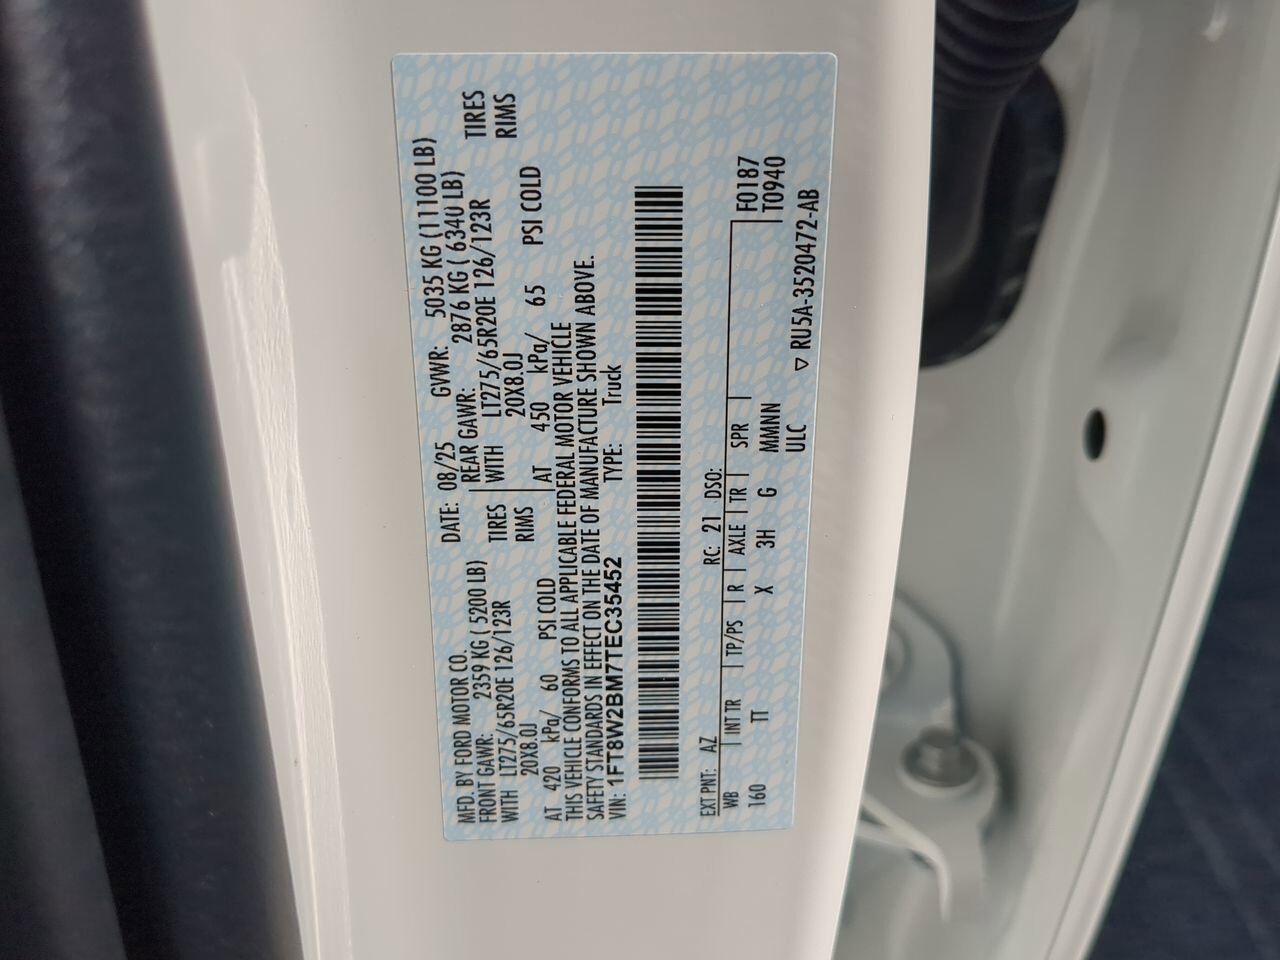 MFD. BY FORD MOTOR CO. DATE: 08/25 GVWR: 5035 KG (11100 LB)
FRONT GAWR: 2359 KG ( 5200 LB) REAR GAWR: 2876 KG ( 6340 LB)
WITH LT275/65R20E 126/123R TIRES WITH LT275/65R20E 126/123R TIRES
20X8.0J RIMS 20X8.0J RIMS
AT 420 kPa/ 60 PSI COLD AT 450 kPa/ 65 PSI COLD
THIS VEHICLE CONFORMS TO ALL APPLICABLE FEDERAL MOTOR VEHICLE
SAFETY STANDARDS IN EFFECT ON THE DATE OF MANUFACTURE SHOWN ABOVE.
VIN: 1FT8W2BM7TEC35452 TYPE: Truck
EXT PNT: AZ RC: 21 DSO:
WB INT TR TP/PS R AXLE TR SPR F0187
160 TT X 3H G MMNN T0940
ULC ▽ RU5A-3520472-AB